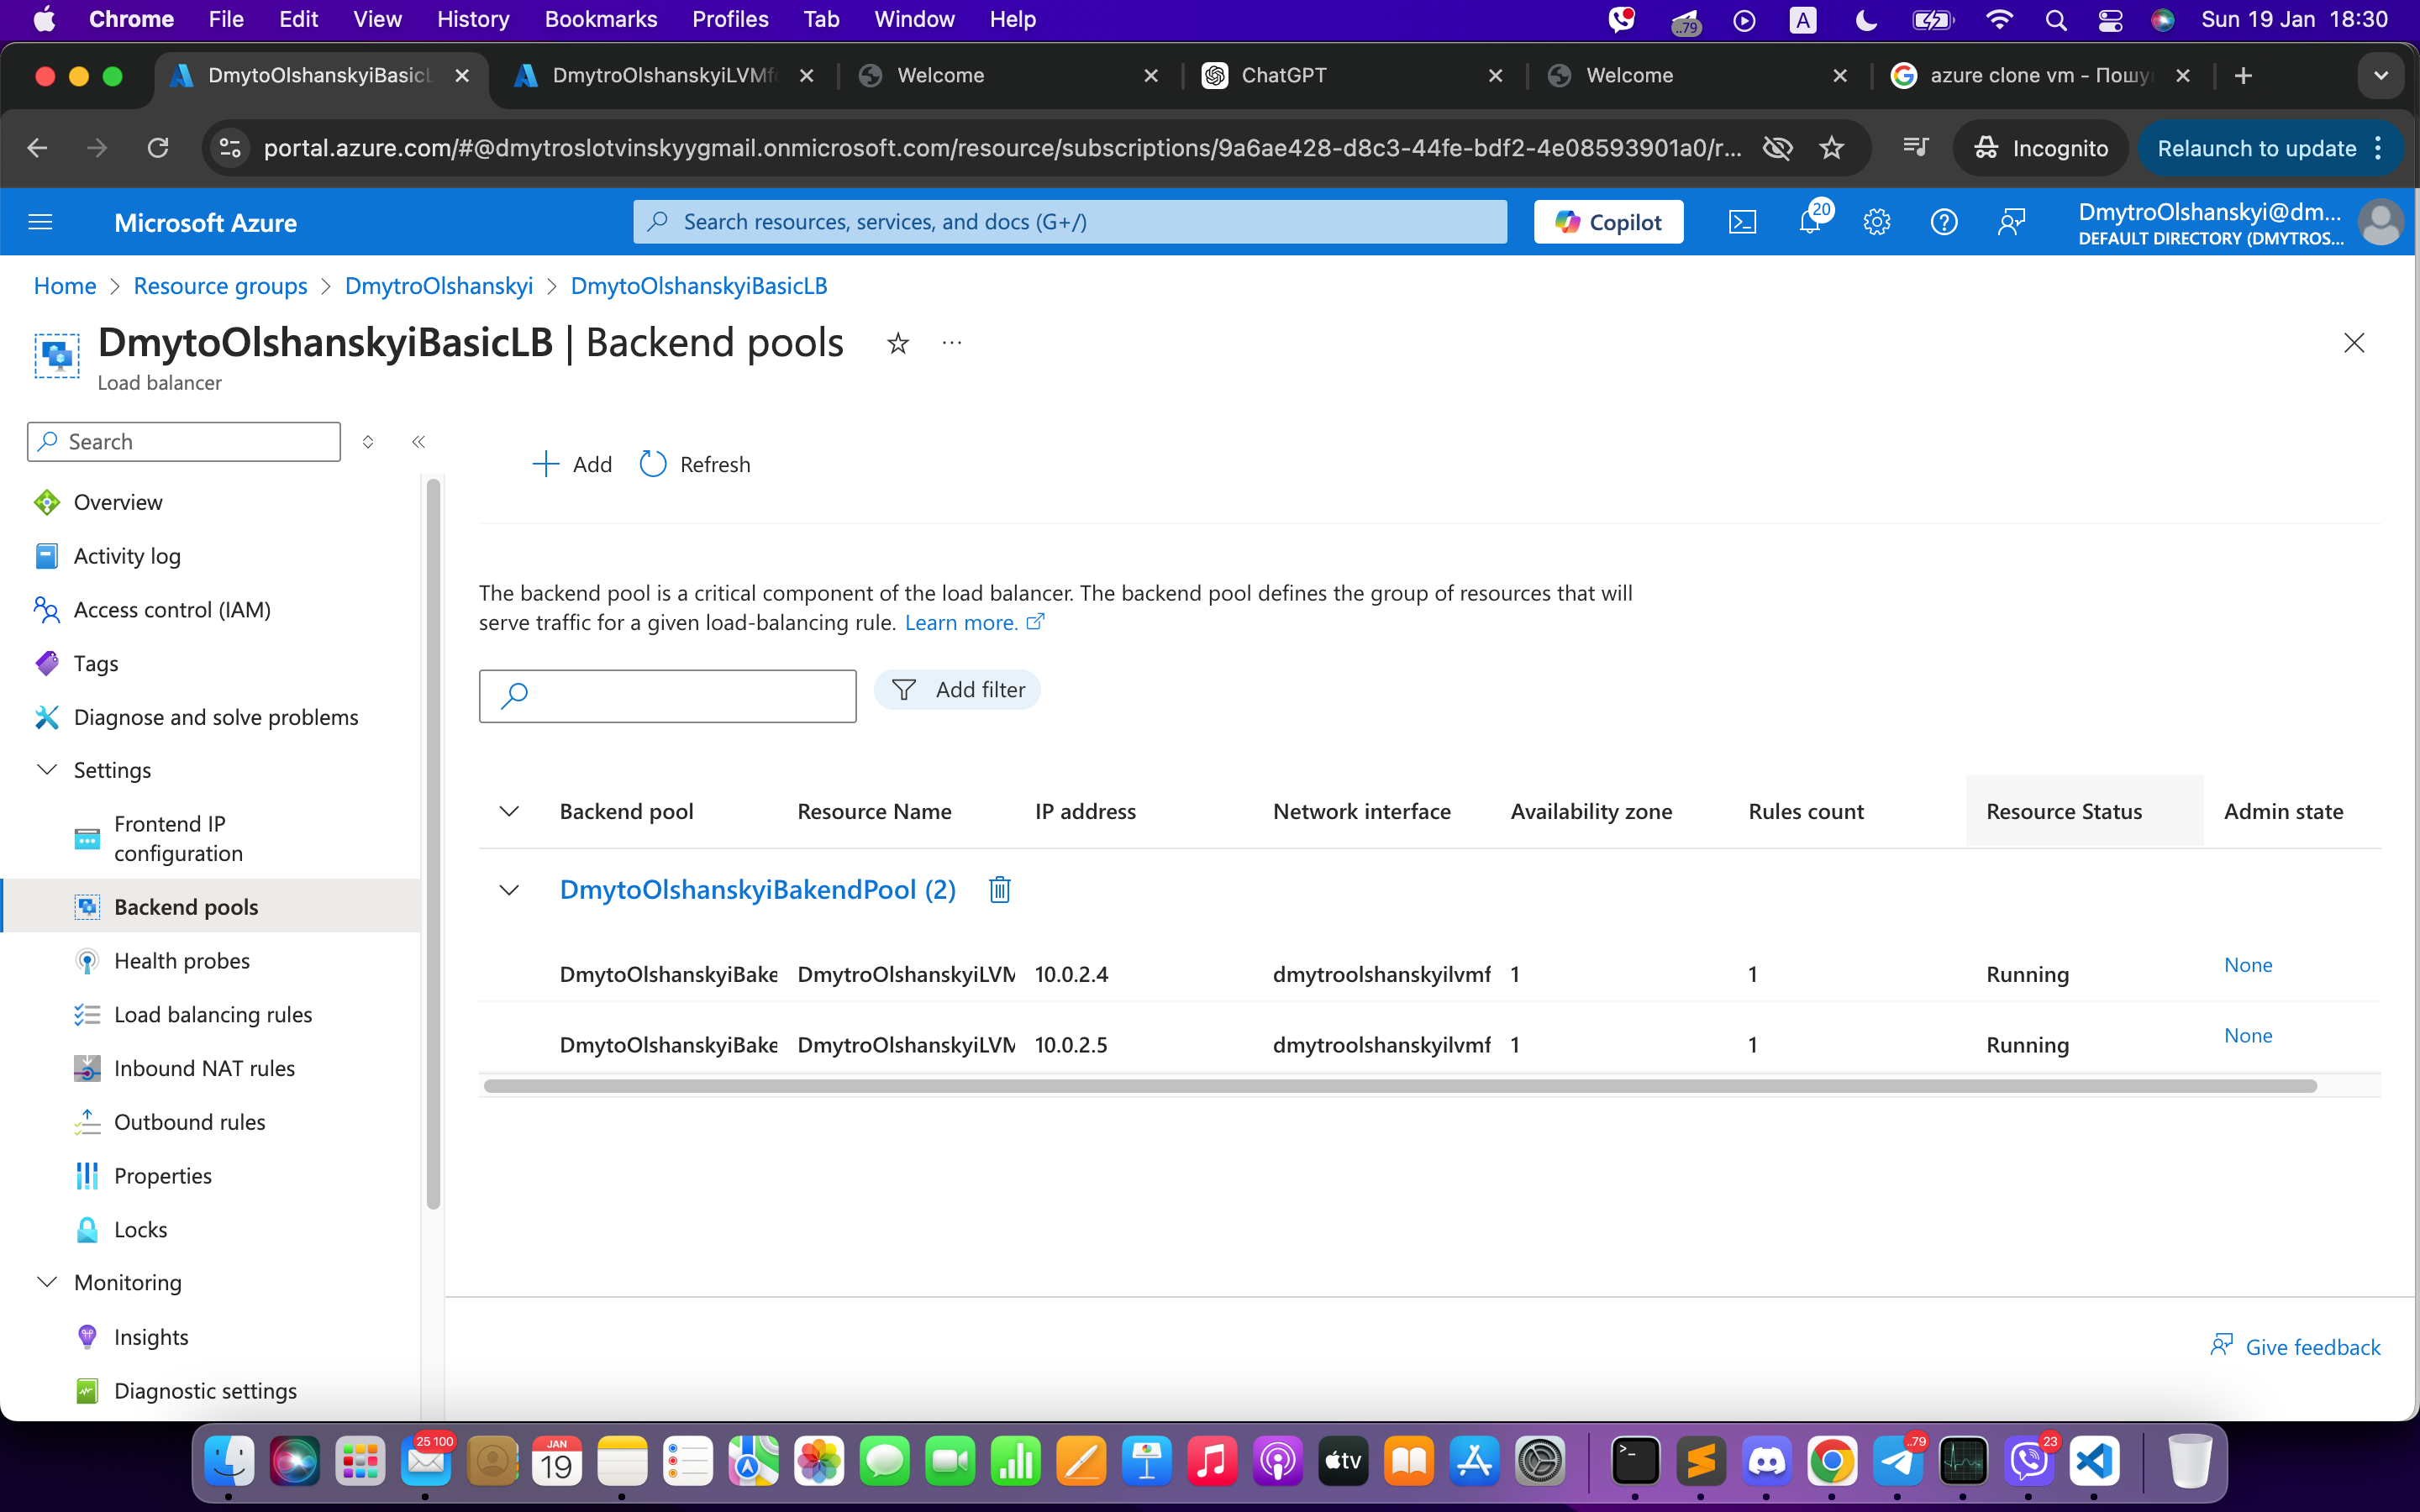 Chrome File Edit View History Bookmarks Profiles Tab Window Help
..79 A Sun 19 Jan 18:30
DmytoOlshanskyiBasicL
DmytroOlshanskyiLVMf
Welcome
ChatGPT
Welcome
azure clone vm - Пошу
portal.azure.com/#@dmytroslotvinskyygmail.onmicrosoft.com/resource/subscriptions/9a6ae428-d8c3-44fe-bdf2-4e08593901a0/r...
Incognito
Relaunch to update
Microsoft Azure
Search resources, services, and docs (G+/)
Copilot
20
DmytroOlshanskyi@dm...
DEFAULT DIRECTORY (DMYTROS...
Home > Resource groups > DmytroOlshanskyi > DmytoOlshanskyiBasicLB
DmytoOlshanskyiBasicLB | Backend pools
Load balancer
Search
Overview
Activity log
Access control (IAM)
Tags
Diagnose and solve problems
Settings
Frontend IP
configuration
Backend pools
Health probes
Load balancing rules
Inbound NAT rules
Outbound rules
Properties
Locks
Monitoring
Insights
Diagnostic settings
Add Refresh
The backend pool is a critical component of the load balancer. The backend pool defines the group of resources that will
serve traffic for a given load-balancing rule. Learn more.
Add filter
Backend pool Resource Name IP address Network interface Availability zone Rules count Resource Status Admin state
DmytoOlshanskyiBakendPool (2)
DmytoOlshanskyiBake DmytroOlshanskyiLVM 10.0.2.4 dmytroolshanskyilvmf 1 1 Running None
DmytoOlshanskyiBake DmytroOlshanskyiLVM 10.0.2.5 dmytroolshanskyilvmf 1 1 Running None
Give feedback
25 100
JAN
19
tv
..79
23